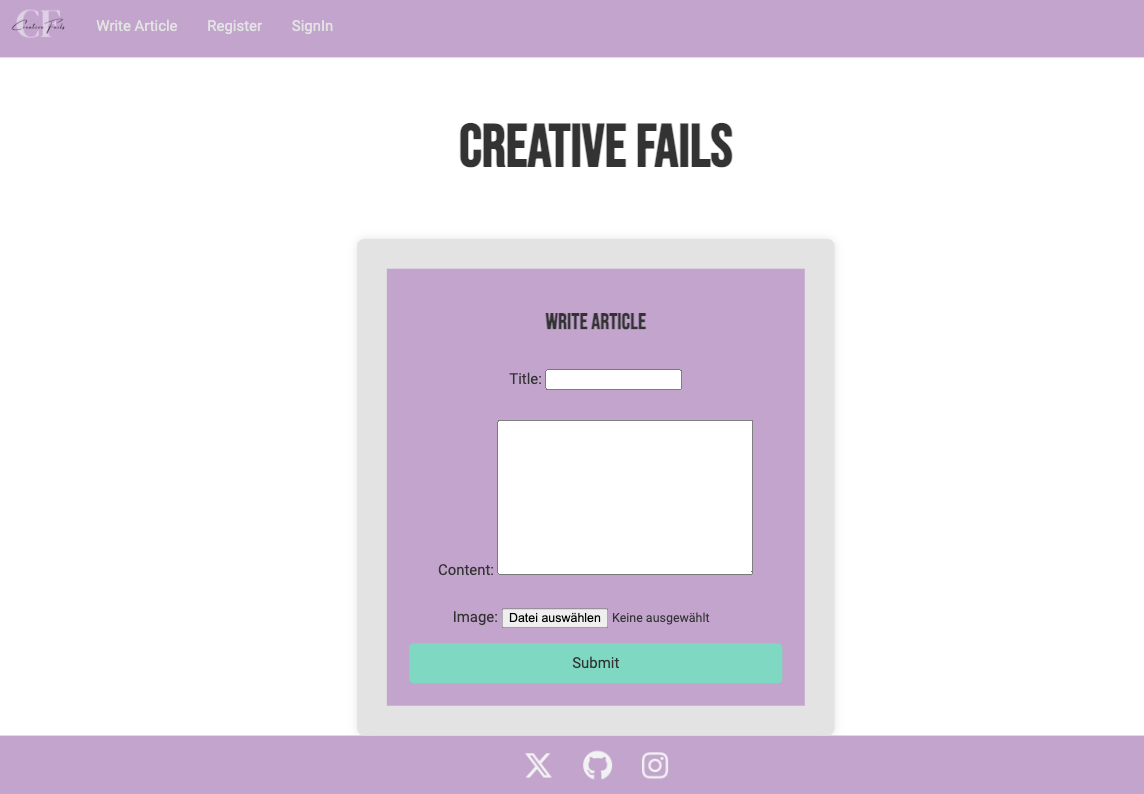 CF
Creative Fails
Write Article Register SignIn
CREATIVE FAILS
WRITE ARTICLE
Title:
Content:
Image: Datei auswählen Keine ausgewählt
Submit